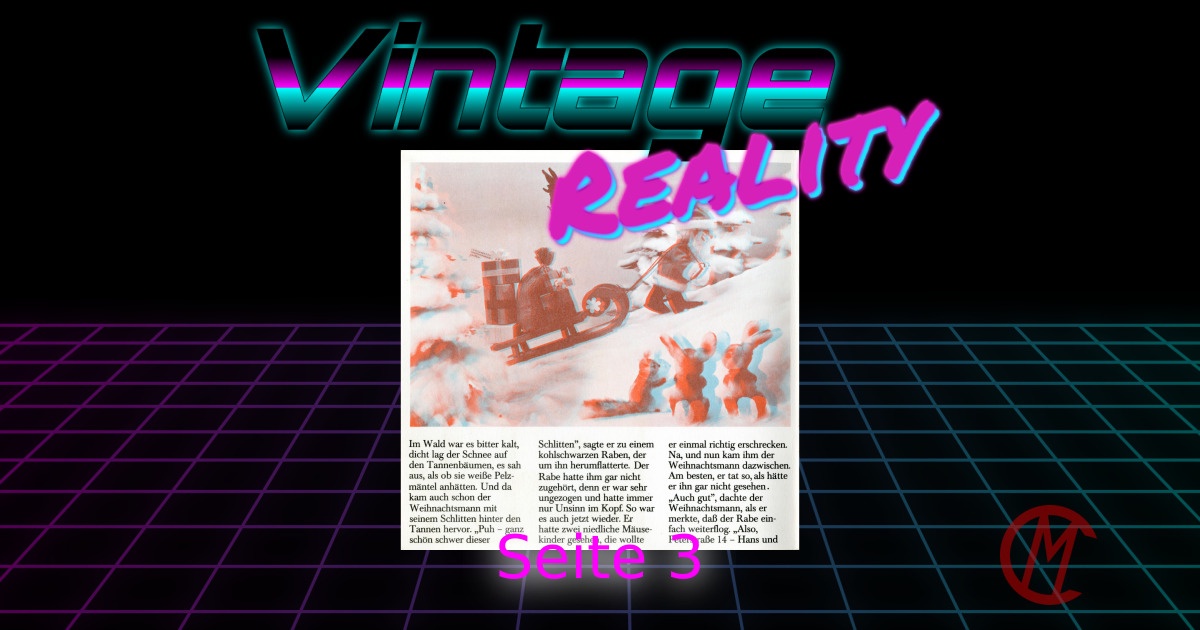 Vintage
REALITY
Im Wald war es bitter kalt,
dicht lag der Schnee auf
den Tannenbäumen, es sah
aus, als ob sie weiße Pelz-
mäntel anhätten. Und da
kam auch schon der
Weihnachtsmann mit
seinem Schlitten hinter den
Tannen hervor. „Puh – ganz
schön schwer dieser
Schlitten”, sagte er zu einem
kohlschwarzen Raben, der
um ihn herumflatterte. Der
Rabe hatte ihm gar nicht
zugehört, denn er war sehr
ungezogen und hatte immer
nur Unsinn im Kopf. So war
es auch jetzt wieder. Er
hatte zwei niedliche Mäuse-
kinder gesehen, die wollte
er einmal richtig erschrecken.
Na, und nun kam ihm der
Weihnachtsmann dazwischen.
Am besten, er tat so, als hätte
er ihn gar nicht gesehen.
„Auch gut”, dachte der
Weihnachtsmann, als er
merkte, daß der Rabe ein-
fach weiterflog. „Also,
14 – Hans und
Seite 3
CM